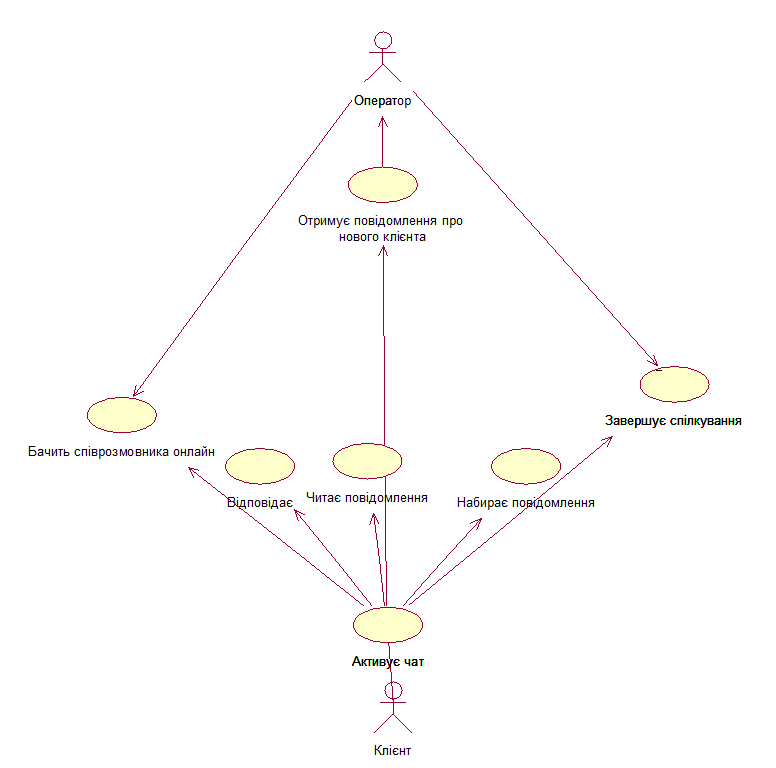 Оператор
Отримує повідомлення про
нового клієнта
Завершує спілкування
Бачить співрозмовника онлайн
Відповідає
Читає повідомлення
Набирає повідомлення
Активує чат
Клієнт